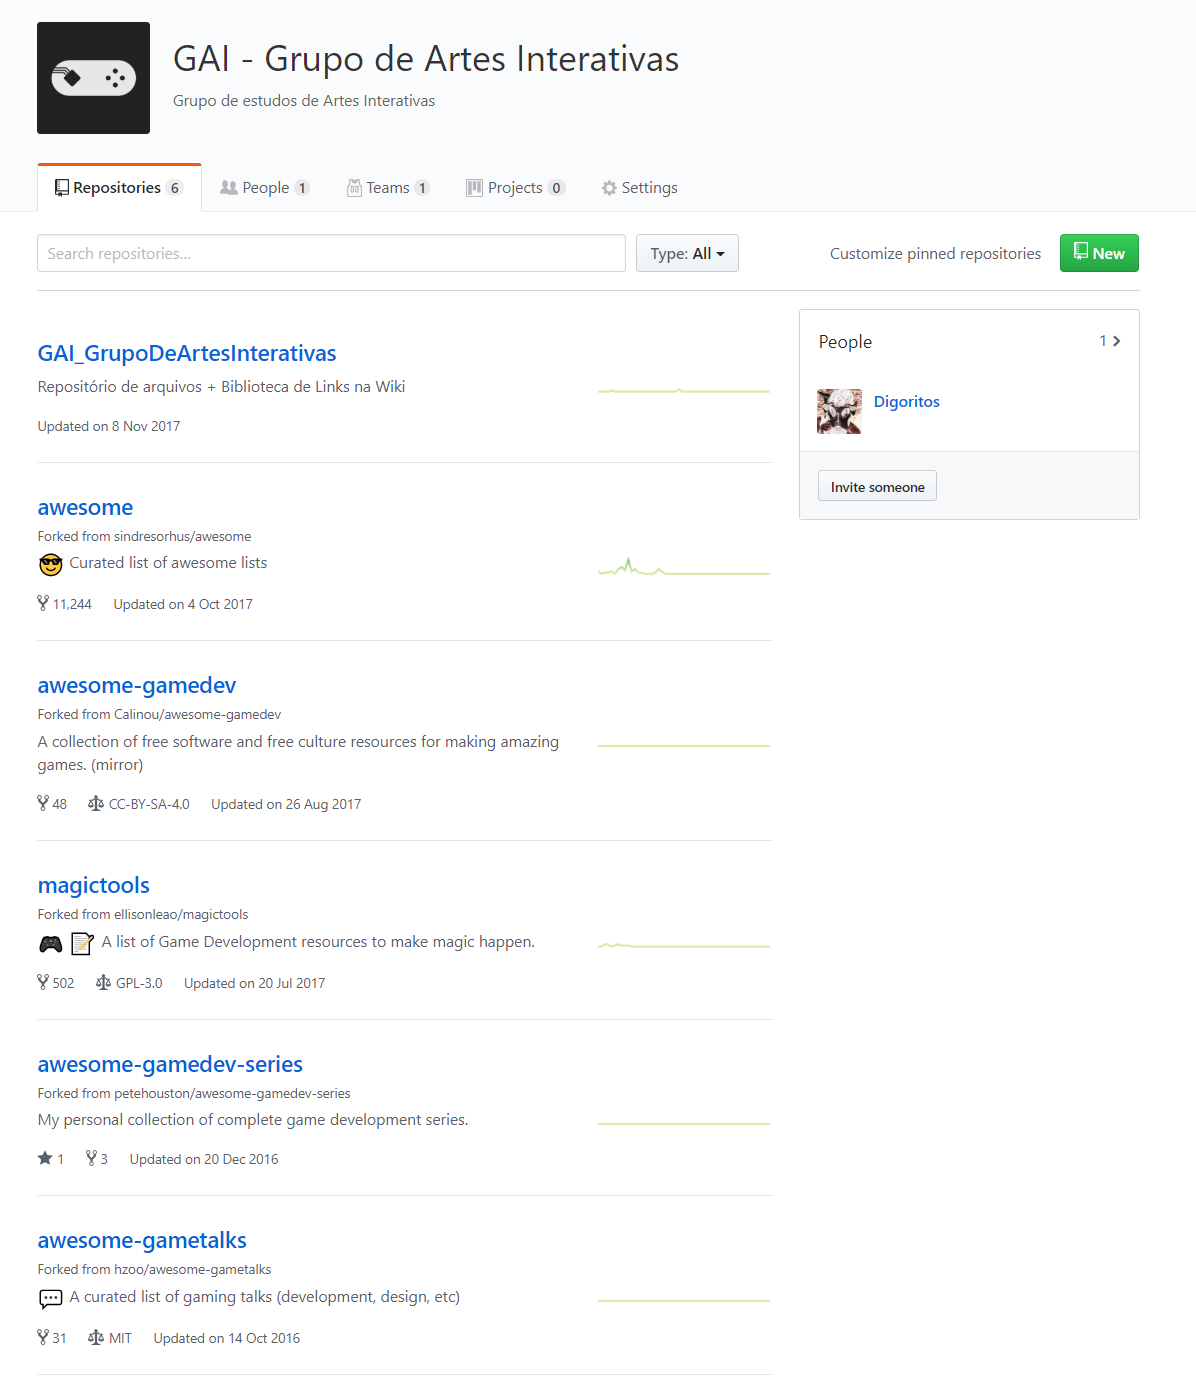 GAI - Grupo de Artes Interativas
Grupo de estudos de Artes Interativas
Repositories 6 People 1 Teams 1 Projects 0 Settings
Search repositories... Type: All Customize pinned repositories New
GAI_GrupoDeArtesInterativas
Repositório de arquivos + Biblioteca de Links na Wiki
Updated on 8 Nov 2017
People 1
Digoritos
Invite someone
awesome
Forked from sindresorhus/awesome
😎 Curated list of awesome lists
11,244 Updated on 4 Oct 2017
awesome-gamedev
Forked from Calinou/awesome-gamedev
A collection of free software and free culture resources for making amazing
games. (mirror)
48 CC-BY-SA-4.0 Updated on 26 Aug 2017
magictools
Forked from ellisonleao/magictools
🎮 📝 A list of Game Development resources to make magic happen.
502 GPL-3.0 Updated on 20 Jul 2017
awesome-gamedev-series
Forked from petehouston/awesome-gamedev-series
My personal collection of complete game development series.
1 3 Updated on 20 Dec 2016
awesome-gametalks
Forked from hzoo/awesome-gametalks
💬 A curated list of gaming talks (development, design, etc)
31 MIT Updated on 14 Oct 2016